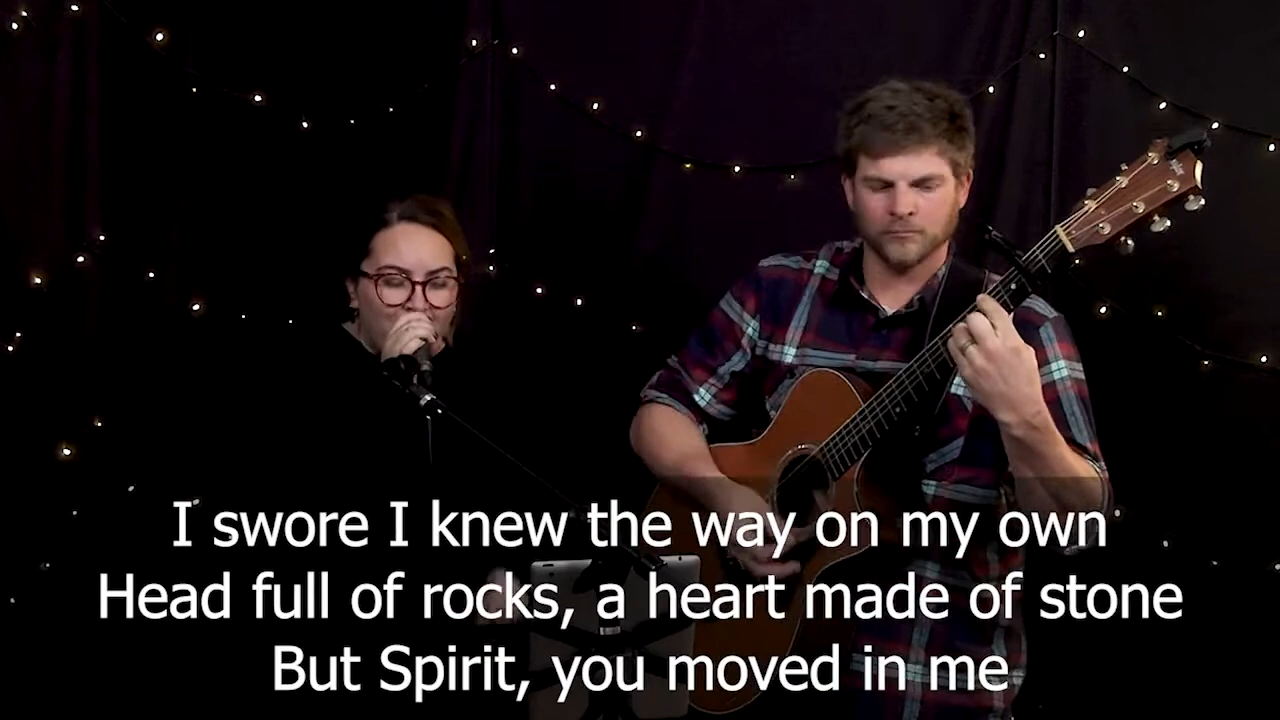 I swore I knew the way on my own
Head full of rocks, a heart made of stone
But Spirit, you moved in me